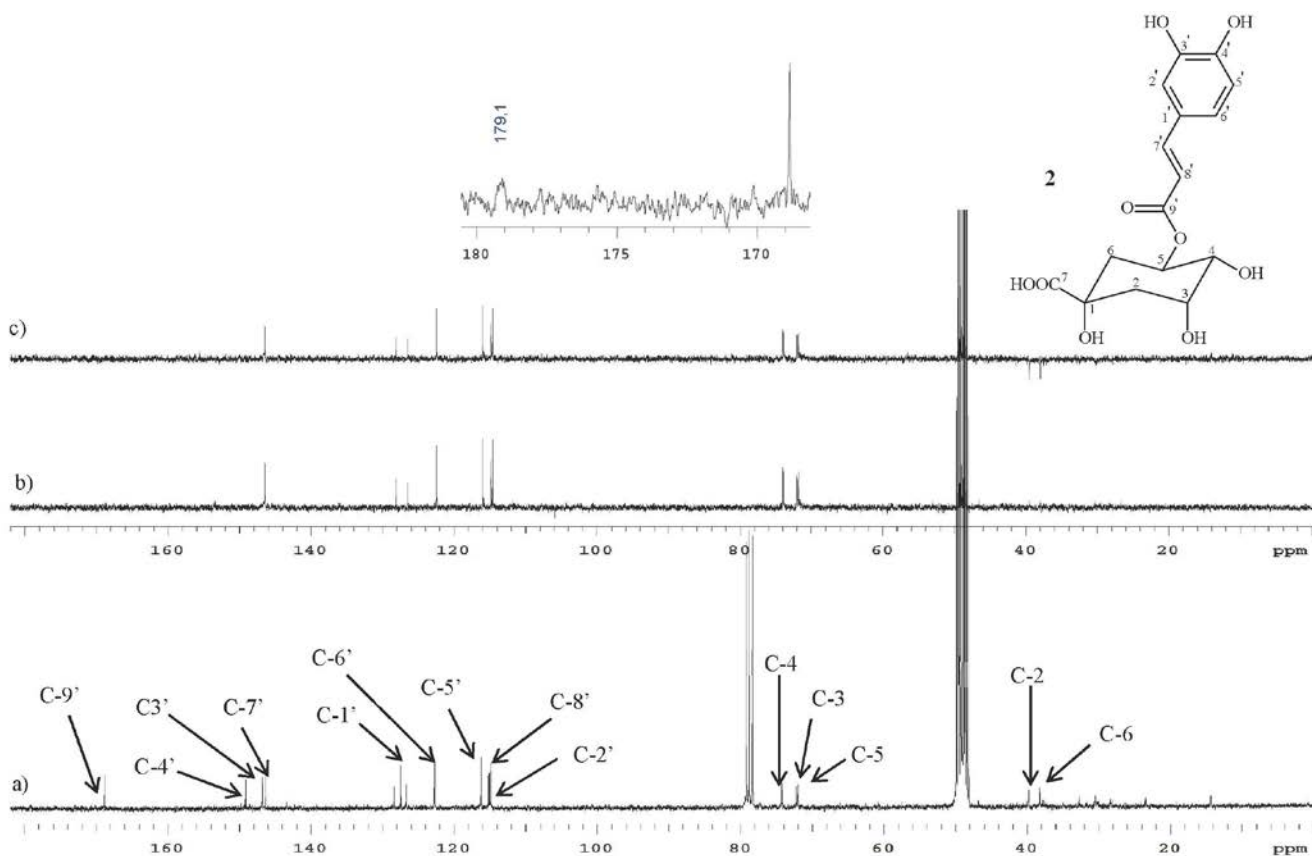 HO OH
3' 4'
2' 5'
1' 6'
7'
8'
2
O 9'
O
6 5 4
HOOC 7 OH
2 3
1
OH HO
179.1
180 175 170
c)
b)
160 140 120 100 80 60 40 20 ppm
C-9' C3' C-7' C-6' C-5' C-4 C-2
C-4' C-1' C-8' C-3 C-6
C-2' C-5
a)
160 140 120 100 80 60 40 20 ppm